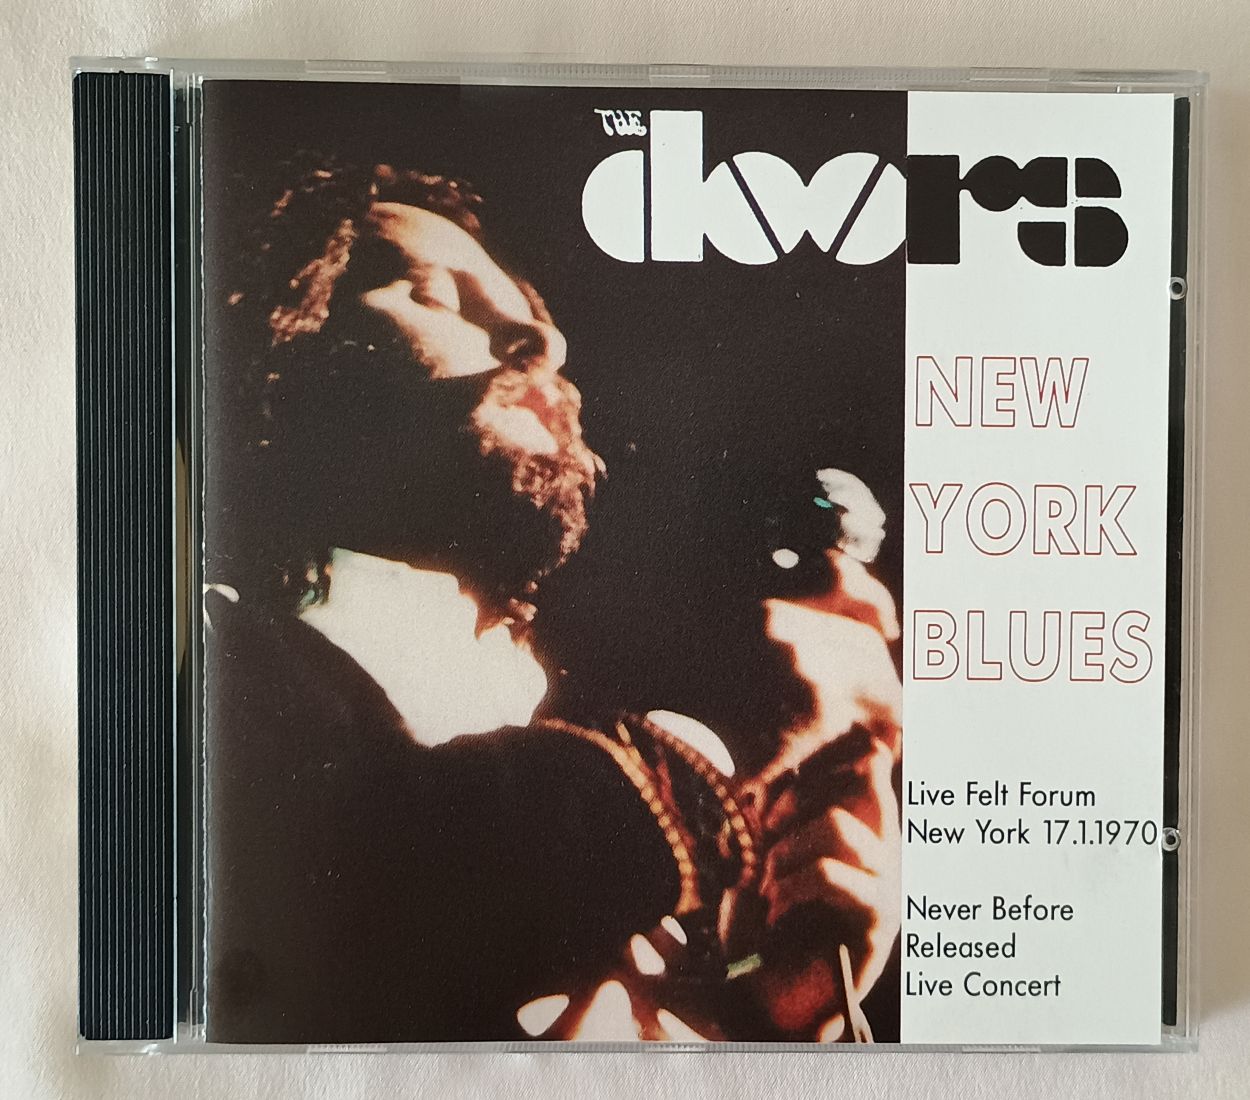 THE
doors
NEW
YORK
BLUES
Live Felt Forum
New York 17.1.1970
Never Before
Released
Live Concert